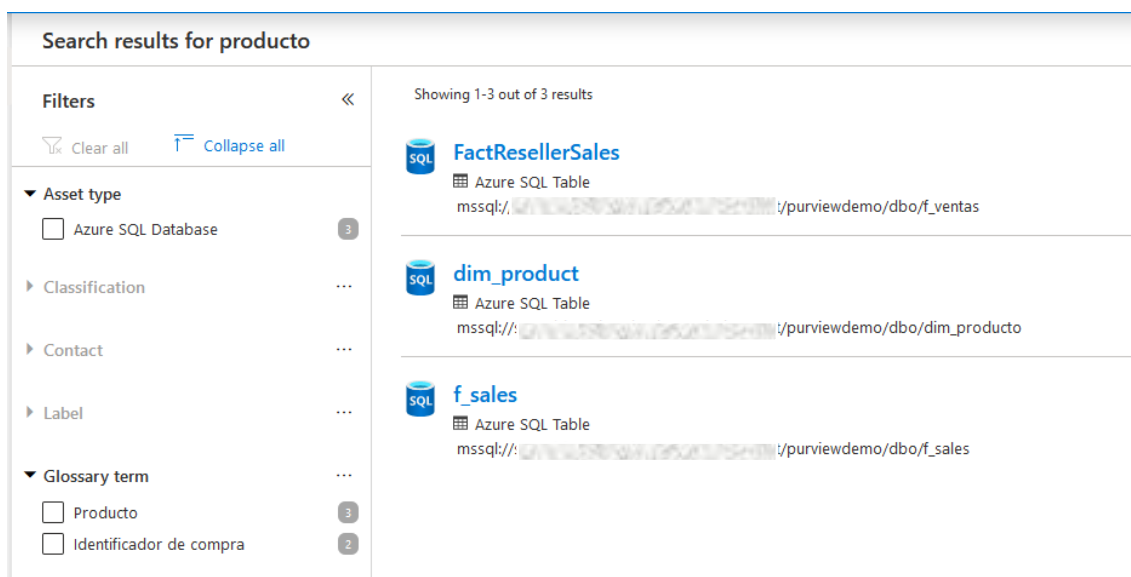 Search results for producto
Filters
Clear all
Collapse all
Asset type
Azure SQL Database
3
Classification
...
Contact
...
Label
...
Glossary term
...
Producto
3
Identificador de compra
2
Showing 1-3 out of 3 results
SQL
FactResellerSales
Azure SQL Table
mssql:/ t/purviewdemo/dbo/f_ventas
SQL
dim_product
Azure SQL Table
mssql:// t/purviewdemo/dbo/dim_producto
SQL
f_sales
Azure SQL Table
mssql:// t/purviewdemo/dbo/f_sales